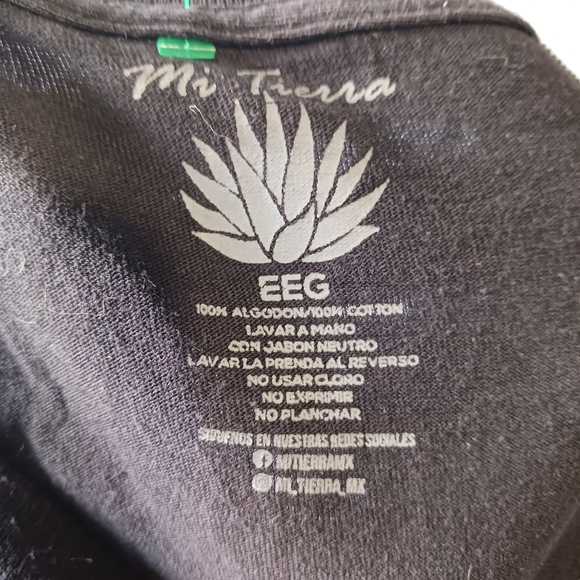 Mi Tierra
EEG
100% ALGODON/100% COTTON
LAVAR A MANO
CON JABON NEUTRO
LAVAR LA PRENDA AL REVERSO
NO USAR CLORO
NO EXPRIMIR
NO PLANCHAR
SIGUENOS EN NUESTRAS REDES SOCIALES
MITIERRAMX
MI_TIERRA_MX